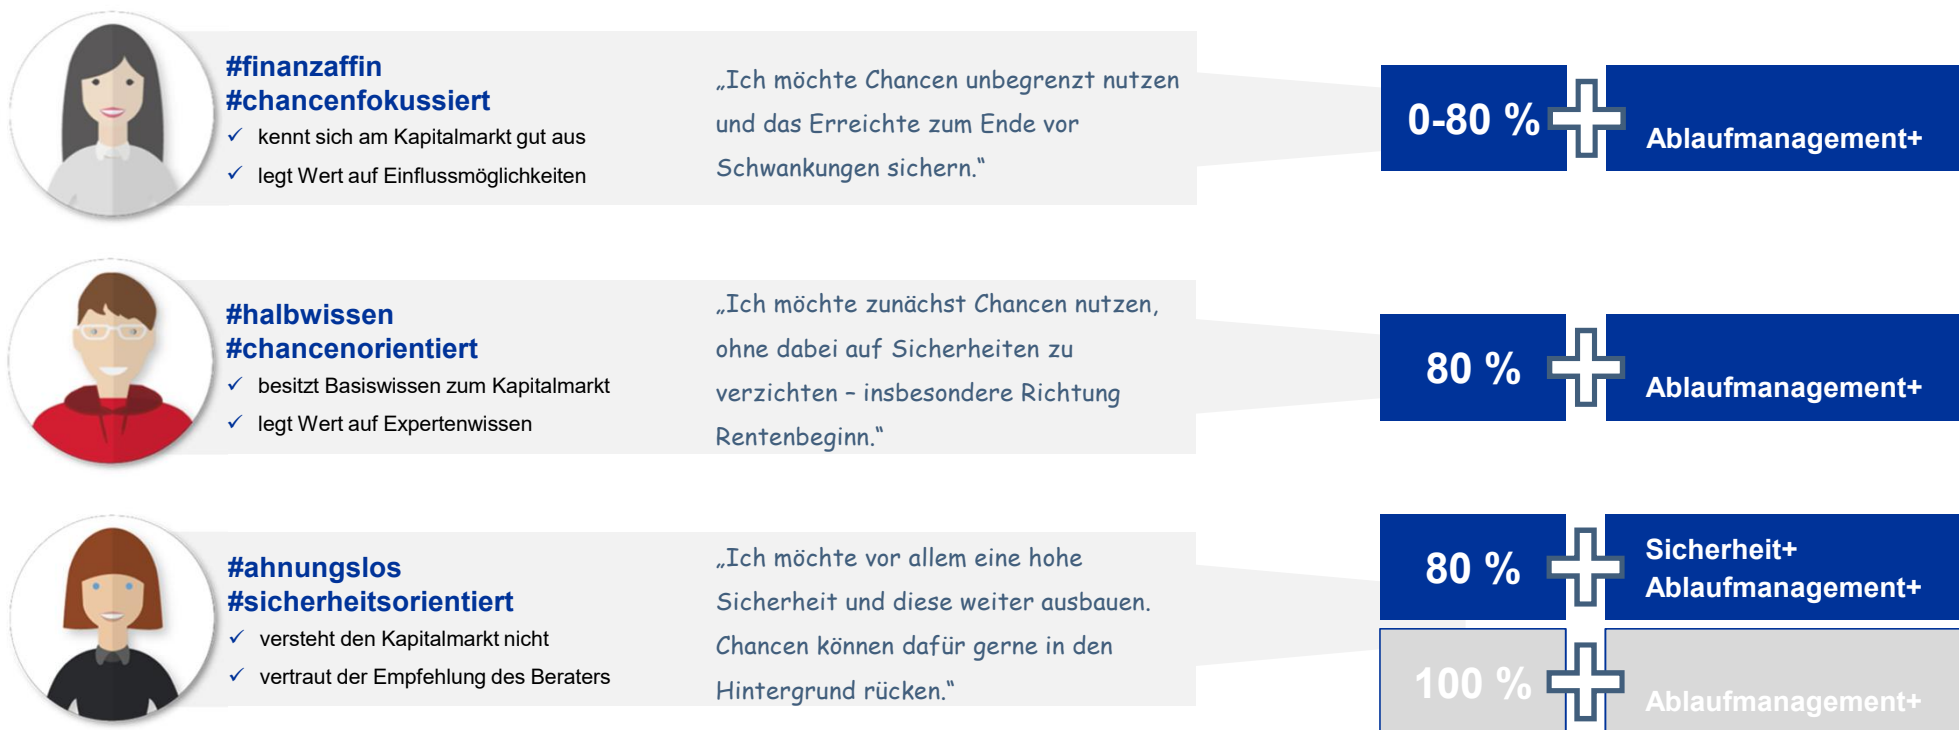 #finanzaffin
#chancenfokussiert
✓ kennt sich am Kapitalmarkt gut aus
✓ legt Wert auf Einflussmöglichkeiten
„Ich möchte Chancen unbegrenzt nutzen
und das Erreichte zum Ende vor
Schwankungen sichern.“
0-80 %
Ablaufmanagement+
#halbwissen
#chancenorientiert
✓ besitzt Basiswissen zum Kapitalmarkt
✓ legt Wert auf Expertenwissen
„Ich möchte zunächst Chancen nutzen,
ohne dabei auf Sicherheiten zu
verzichten – insbesondere Richtung
Rentenbeginn.“
80 %
Ablaufmanagement+
#ahnungslos
#sicherheitsorientiert
✓ versteht den Kapitalmarkt nicht
✓ vertraut der Empfehlung des Beraters
„Ich möchte vor allem eine hohe
Sicherheit und diese weiter ausbauen.
Chancen können dafür gerne in den
Hintergrund rücken.“
80 %
Sicherheit+
Ablaufmanagement+
100 %
Ablaufmanagement+